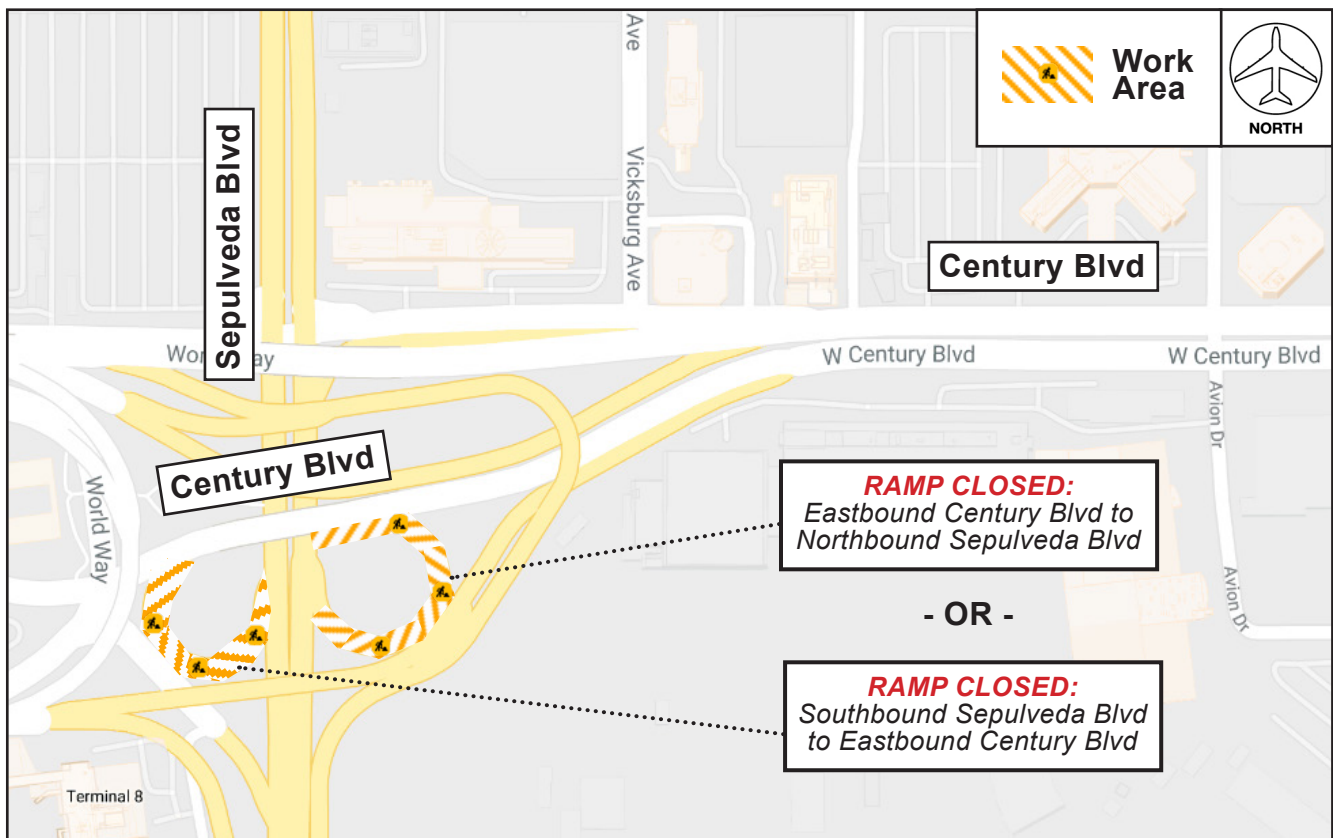 Ave
Work
Area
NORTH
Sepulveda Blvd
Vicksburg Ave
Century Blvd
W Century Blvd
W Century Blvd
Avion Dr
Century Blvd
World Way
RAMP CLOSED:
Eastbound Century Blvd to
Northbound Sepulveda Blvd
Avion Dr
- OR -
RAMP CLOSED:
Southbound Sepulveda Blvd
to Eastbound Century Blvd
Terminal 8